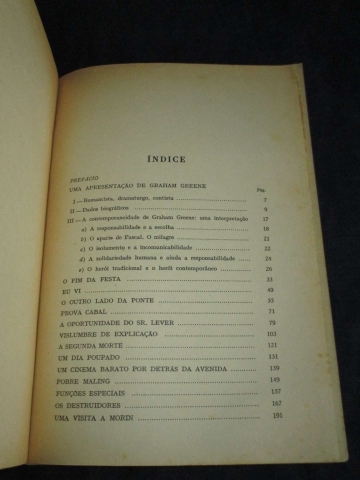 ÍNDICE
PREFÁCIO
UMA APRESENTAÇÃO DE GRAHAM GREENE
Pág.
I — Romancista, dramaturgo, contista 7
II — Dados biográficos 9
III — A contemporaneidade de Graham Greene: uma interpretação 17
a) A responsabilidade e a escolha 18
b) O aparte de Pascal. O milagre 21
c) O isolamento e a incomunicabilidade 22
d) A solidariedade humana e ainda a responsabilidade 24
e) O herói tradicional e o herói contemporâneo 26
O FIM DA FESTA 33
EU VI 49
O OUTRO LADO DA PONTE 55
PROVA CABAL 71
A OPORTUNIDADE DO SR. LEVER 79
VISLUMBRE DE EXPLICAÇÃO 103
A SEGUNDA MORTE 121
UM DIA POUPADO 131
UM CINEMA BARATO POR DETRÁS DA AVENIDA 139
POBRE MALING 149
FUNÇÕES ESPECIAIS 157
OS DESTRUIDORES 167
UMA VISITA A MORIN 195